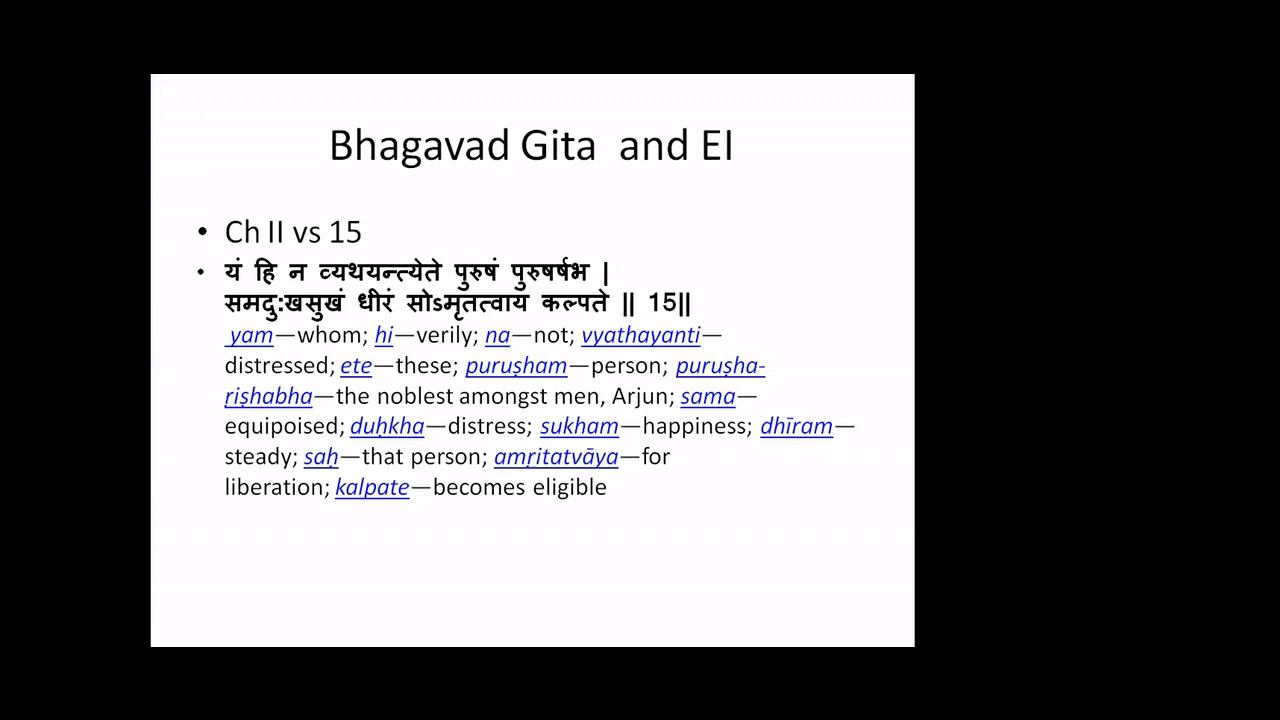 Bhagavad Gita and EI
• Ch II vs 15
• यं हि न व्यथयन्त्येते पुरुषं पुरुषर्षभ |
समदु:खसुखं धीरं सोऽमृतत्वाय कल्पते || 15||
yam—whom; hi—verily; na—not; vyathayanti—
distressed; ete—these; puruṣham—person; puruṣha-
ṛiṣhabha—the noblest amongst men, Arjun; sama—
equipoised; duḥkha—distress; sukham—happiness; dhīram—
steady; saḥ—that person; amṛitatvāya—for
liberation; kalpate—becomes eligible